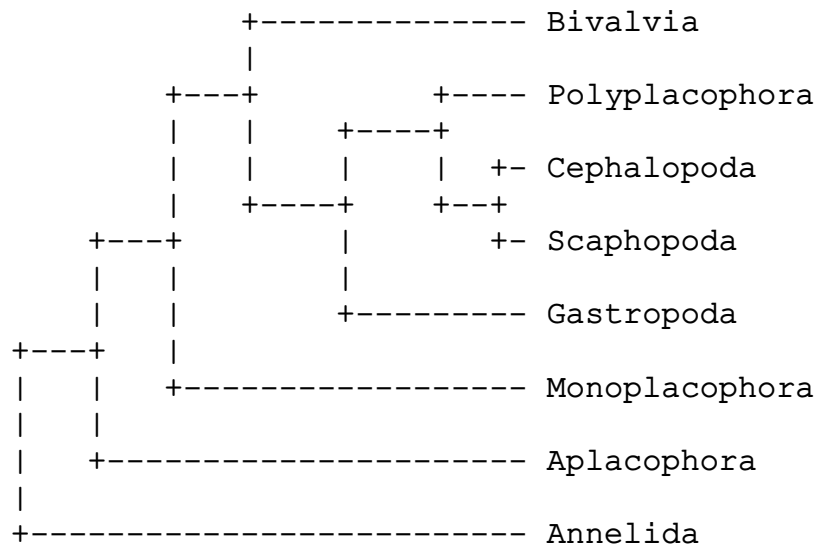 Bivalvia
Polyplacophora
Cephalopoda
Scaphopoda
Gastropoda
Monoplacophora
Aplacophora
Annelida